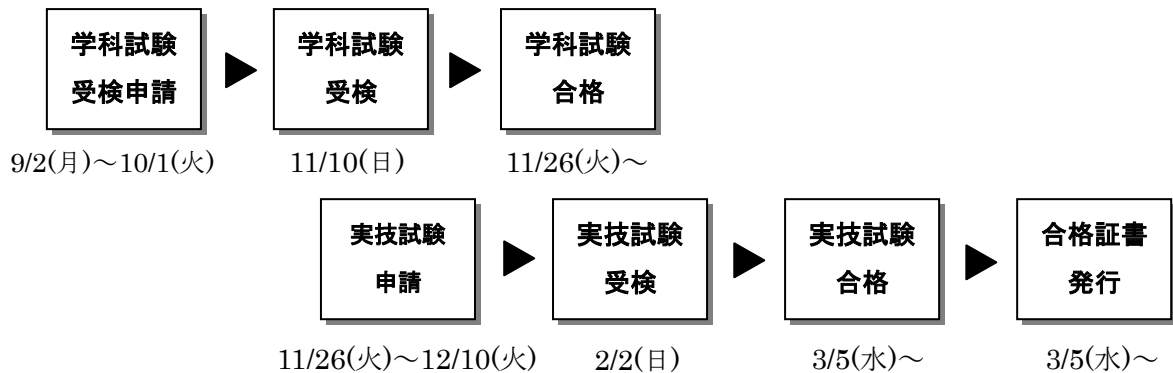 学科試験
受検申請
学科試験
受検
学科試験
合格
9/2(月)～10/1(火)
11/10(日)
11/26(火)～
実技試験
申請
実技試験
受検
実技試験
合格
合格証書
発行
11/26(火)～12/10(火)
2/2(日)
3/5(水)～
3/5(水)～